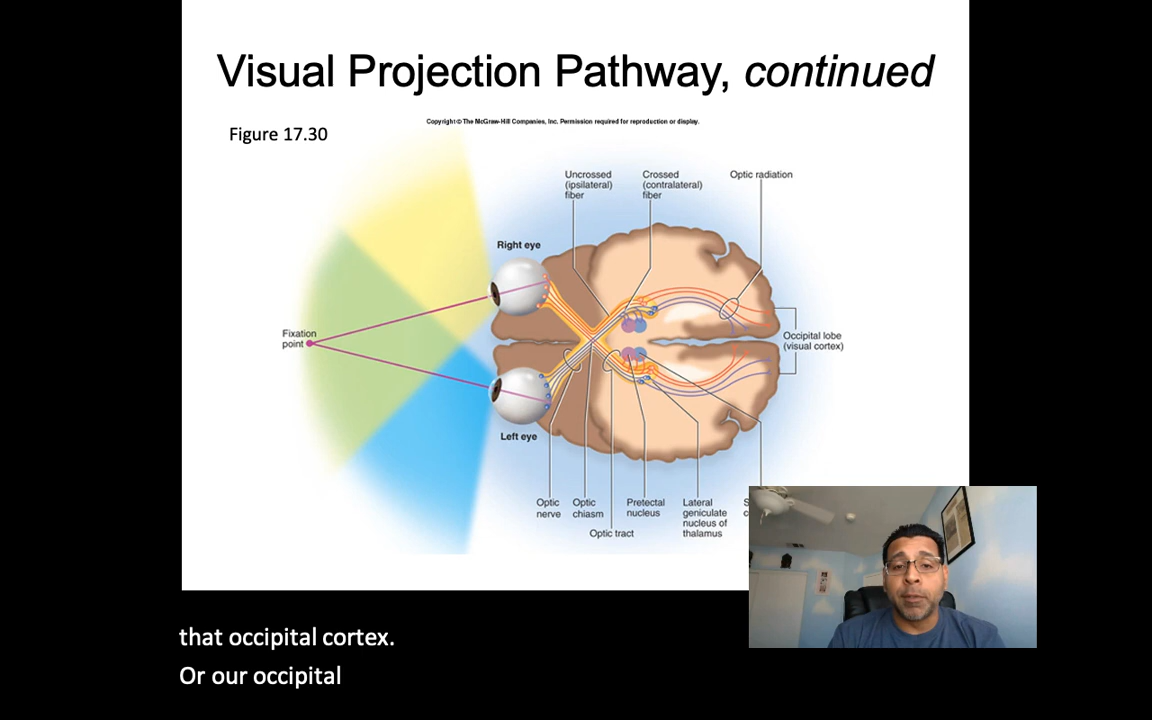 Visual Projection Pathway, continued
Copyright © The McGraw-Hill Companies, Inc. Permission required for reproduction or display.
Figure 17.30
Uncrossed
(ipsilateral)
fiber
Crossed
(contralateral)
fiber
Optic radiation
Right eye
Fixation
point
Occipital lobe
(visual cortex)
Left eye
Optic
nerve
Optic
chiasm
Optic tract
Pretectal
nucleus
Lateral
geniculate
nucleus of
thalamus
that occipital cortex.
Or our occipital